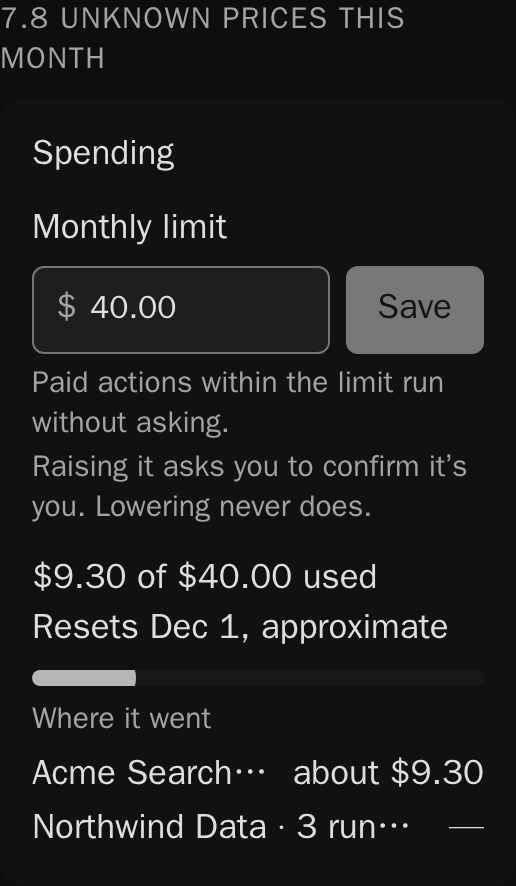 7.8 UNKNOWN PRICES THIS
MONTH
Spending
Monthly limit
$ 40.00
Save
Paid actions within the limit run
without asking.
Raising it asks you to confirm it’s
you. Lowering never does.
$9.30 of $40.00 used
Resets Dec 1, approximate
Where it went
Acme Search··· about $9.30
Northwind Data · 3 run··· —